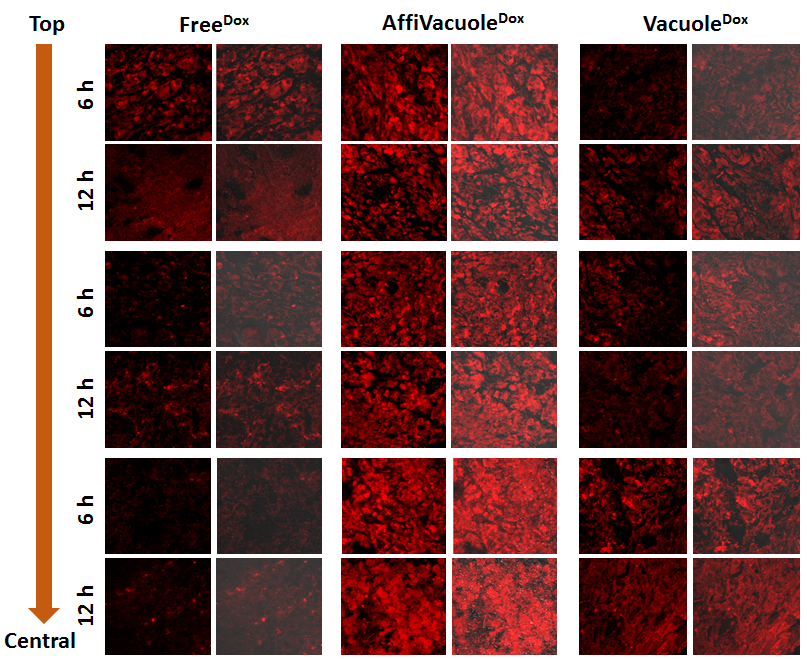 Top
Free^Dox
AffiVacuole^Dox
Vacuole^Dox
6 h
12 h
6 h
12 h
6 h
12 h
Central